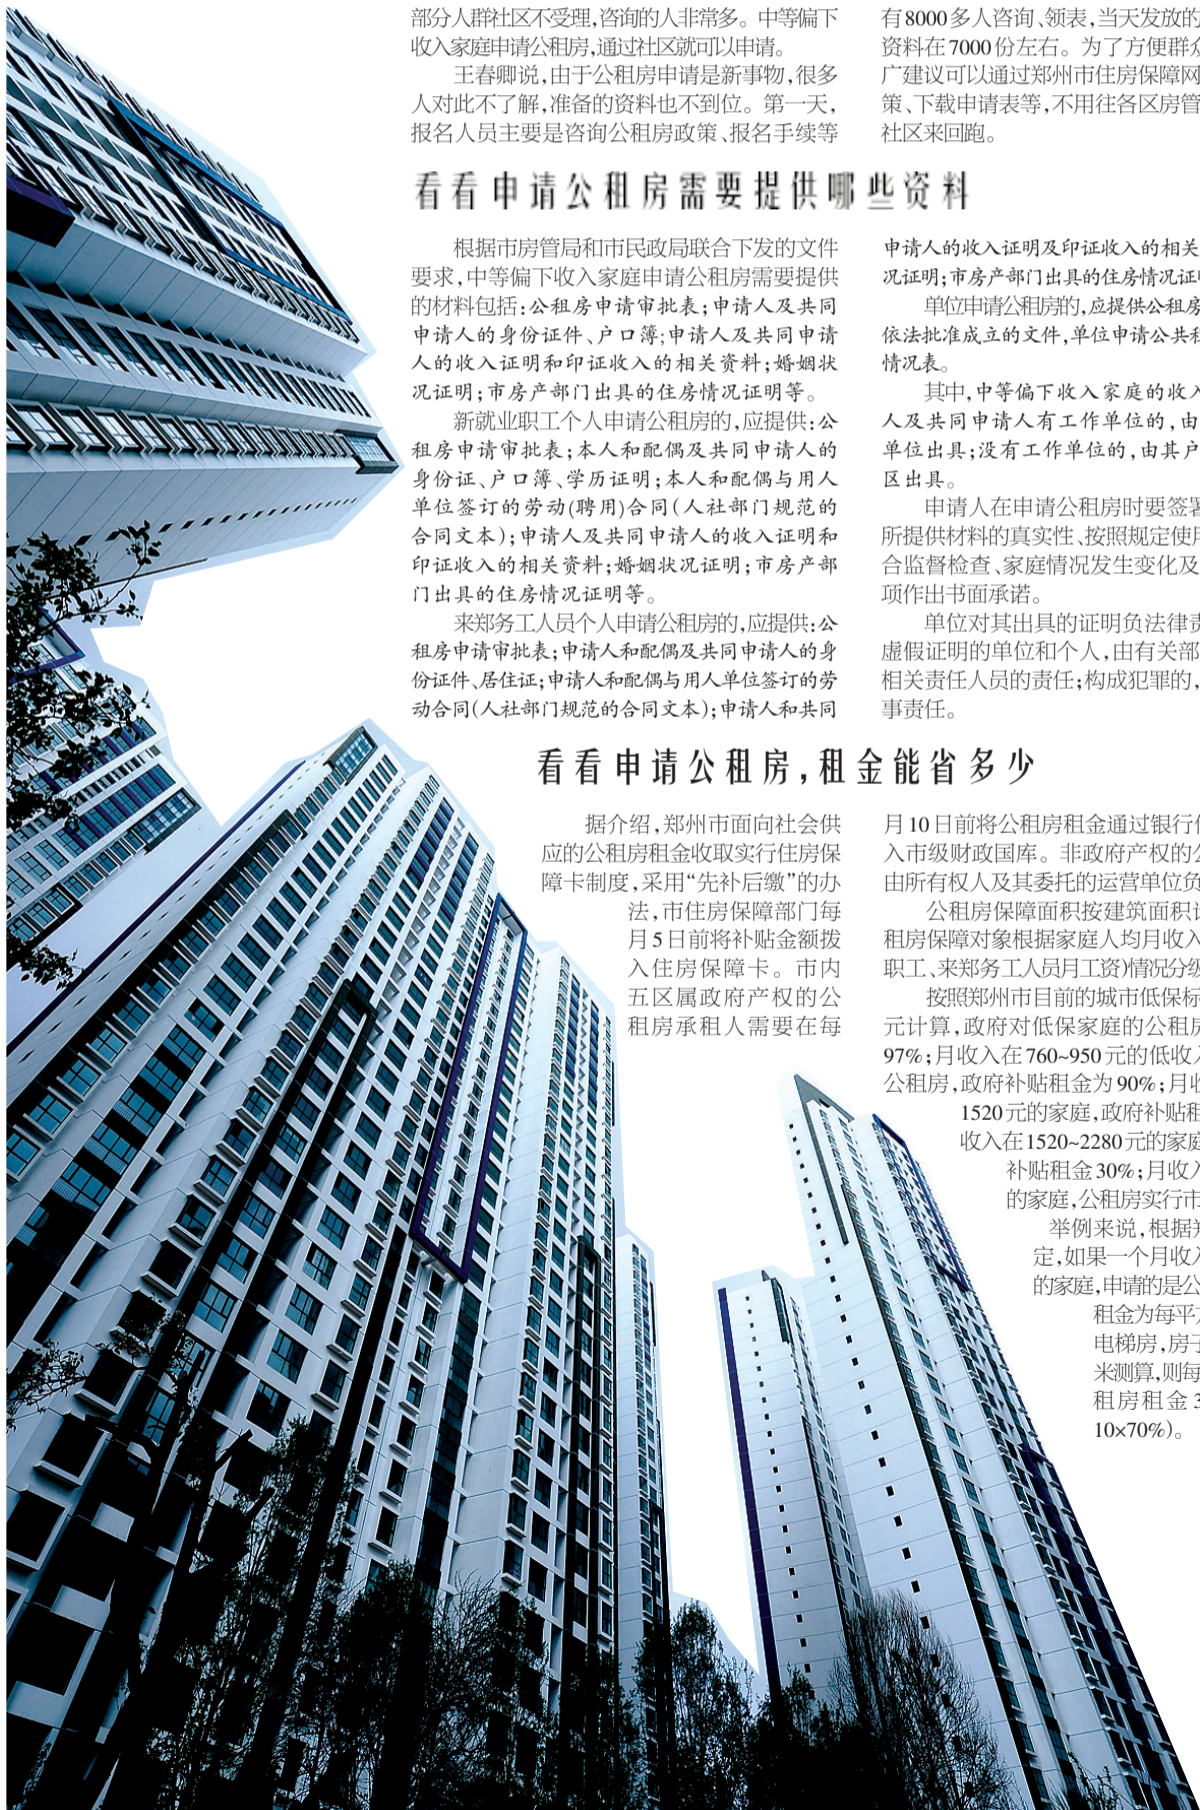 部分人群社区不受理,咨询的人非常多。中等偏下
收入家庭申请公租房,通过社区就可以申请。
王春卿说,由于公租房申请是新事物,很多
人对此不了解,准备的资料也不到位。第一天,
报名人员主要是咨询公租房政策、报名手续等
有8000多人咨询、领表,当天发放的
资料在7000份左右。为了方便群众
广建议可以通过郑州市住房保障网
策、下载申请表等,不用往各区房管
社区来回跑。
看看申请公租房需要提供哪些资料
根据市房管局和市民政局联合下发的文件
要求,中等偏下收入家庭申请公租房需要提供
的材料包括:公租房申请审批表;申请人及共同
申请人的身份证件、户口簿;申请人及共同申请
人的收入证明和印证收入的相关资料;婚姻状
况证明;市房产部门出具的住房情况证明等。
新就业职工个人申请公租房的,应提供:公
租房申请审批表;本人和配偶及共同申请人的
身份证、户口簿、学历证明;本人和配偶与用人
单位签订的劳动(聘用)合同(人社部门规范的
合同文本);申请人及共同申请人的收入证明和
印证收入的相关资料;婚姻状况证明;市房产部
门出具的住房情况证明等。
来郑务工人员个人申请公租房的,应提供:公
租房申请审批表;申请人和配偶及共同申请人的身
份证件、居住证;申请人和配偶与用人单位签订的劳
动合同(人社部门规范的合同文本);申请人和共同
申请人的收入证明及印证收入的相关
况证明;市房产部门出具的住房情况证明
单位申请公租房的,应提供公租房
依法批准成立的文件,单位申请公共租
情况表。
其中,中等偏下收入家庭的收入
人及共同申请人有工作单位的,由
单位出具;没有工作单位的,由其户
区出具。
申请人在申请公租房时要签署
所提供材料的真实性、按照规定使用
合监督检查、家庭情况发生变化及
项作出书面承诺。
单位对其出具的证明负法律责
虚假证明的单位和个人,由有关部
相关责任人员的责任;构成犯罪的,
事责任。
看看申请公租房,租金能省多少
据介绍,郑州市面向社会供
应的公租房租金收取实行住房保
障卡制度,采用“先补后缴”的办
法,市住房保障部门每
月5日前将补贴金额拨
入住房保障卡。市内
五区属政府产权的公
租房承租人需要在每
月10日前将公租房租金通过银行
入市级财政国库。非政府产权的公
由所有权人及其委托的运营单位负
公租房保障面积按建筑面积计
租房保障对象根据家庭人均月收入
职工、来郑务工人员月工资)情况分级
按照郑州市目前的城市低保标
元计算,政府对低保家庭的公租房
97%;月收入在760~950元的低收入
公租房,政府补贴租金为90%;月收
1520元的家庭,政府补贴租
收入在1520~2280元的家庭
补贴租金30%;月收入
的家庭,公租房实行市
举例来说,根据
定,如果一个月收入
的家庭,申请的是公
租金为每平方
电梯房,房子
米测算,则每
租房租金3
10×70%)。